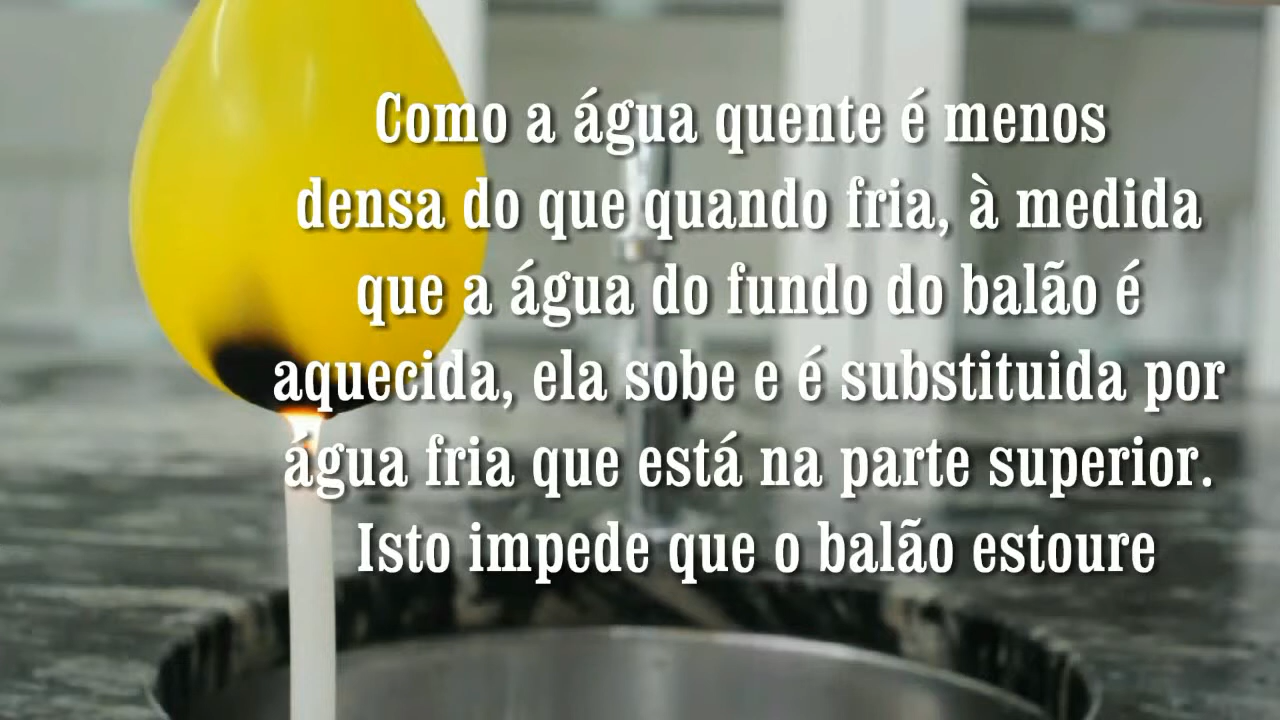 Como a água quente é menos
densa do que quando fria, à medida
que a água do fundo do balão é
aquecida, ela sobe e é substituida por
água fria que está na parte superior.
Isto impede que o balão estoure